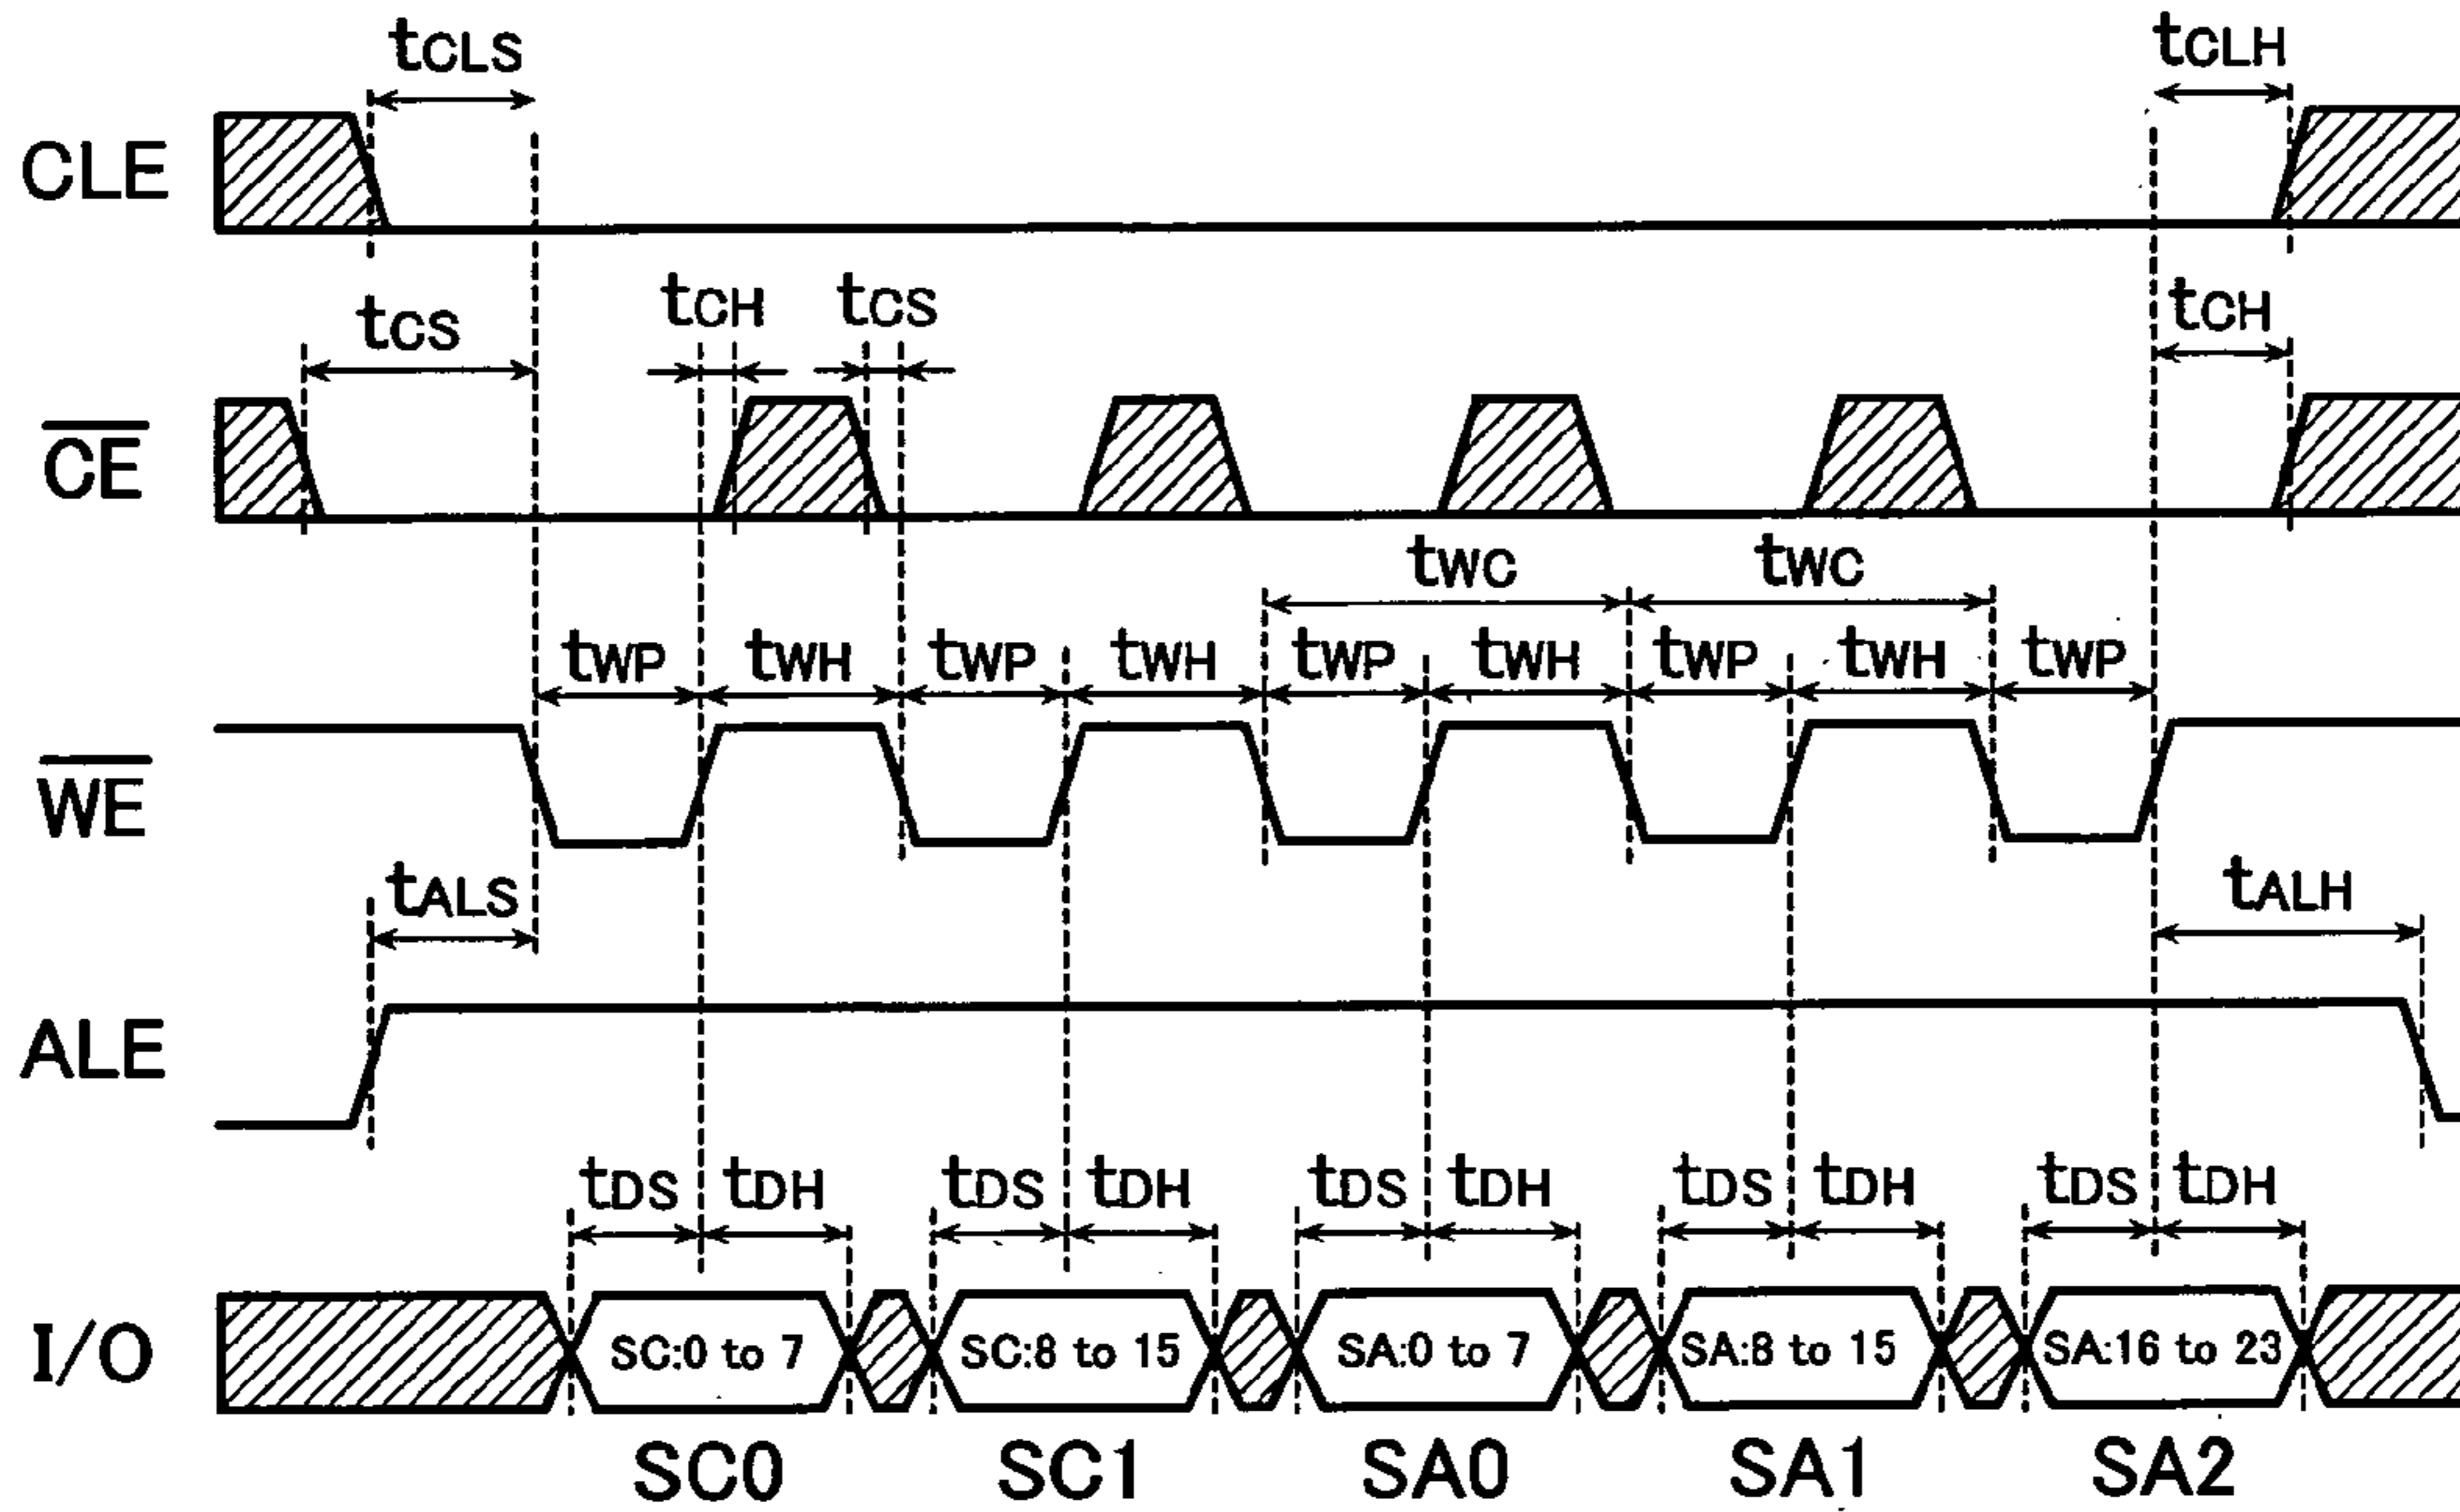 tCLS tCLH
CLE
tCS tCH tCS tCH
CE
tWC tWC
tWP tWH tWP tWH tWP tWH tWP tWH tWP
WE
tALS tALH
ALE
tDS tDH tDS tDH tDS tDH tDS tDH tDS tDH
I/O SC:0 to 7 SC:8 to 15 SA:0 to 7 SA:8 to 15 SA:16 to 23
SC0 SC1 SA0 SA1 SA2